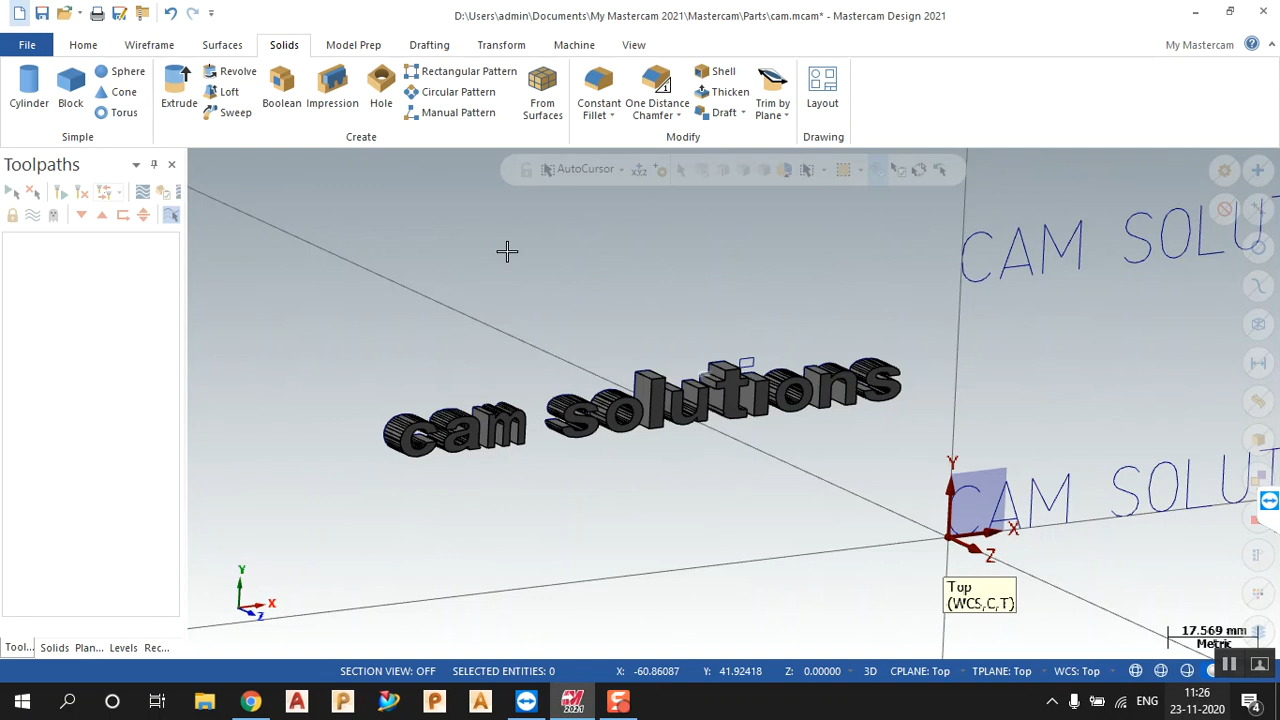 D:\Users\admin\Documents\My Mastercam 2021\Mastercam\Parts\cam.mcam* - Mastercam Design 2021
File Home Wireframe Surfaces Solids Model Prep Drafting Transform Machine View My Mastercam
Cylinder Block Sphere Cone Torus
Simple
Extrude Revolve Loft Sweep Boolean Impression Hole Rectangular Pattern Circular Pattern Manual Pattern From Surfaces
Create
Constant Fillet One Distance Chamfer Shell Thicken Draft Trim by Plane
Modify
Layout
Drawing
Toolpaths
AutoCursor
XYZ
CAM SOLU
cam solutions
CAM SOLUT
Y
X
Z
Top
(WCS,C,T)
Y
X
Z
17.569 mm
Metric
Tool... Solids Plan... Levels Rec...
SECTION VIEW: OFF SELECTED ENTITIES: 0 X: -60.86087 Y: 41.92418 Z: 0.00000 3D CPLANE: Top TPLANE: Top WCS: Top
2021
ENG
11:26
23-11-2020
4